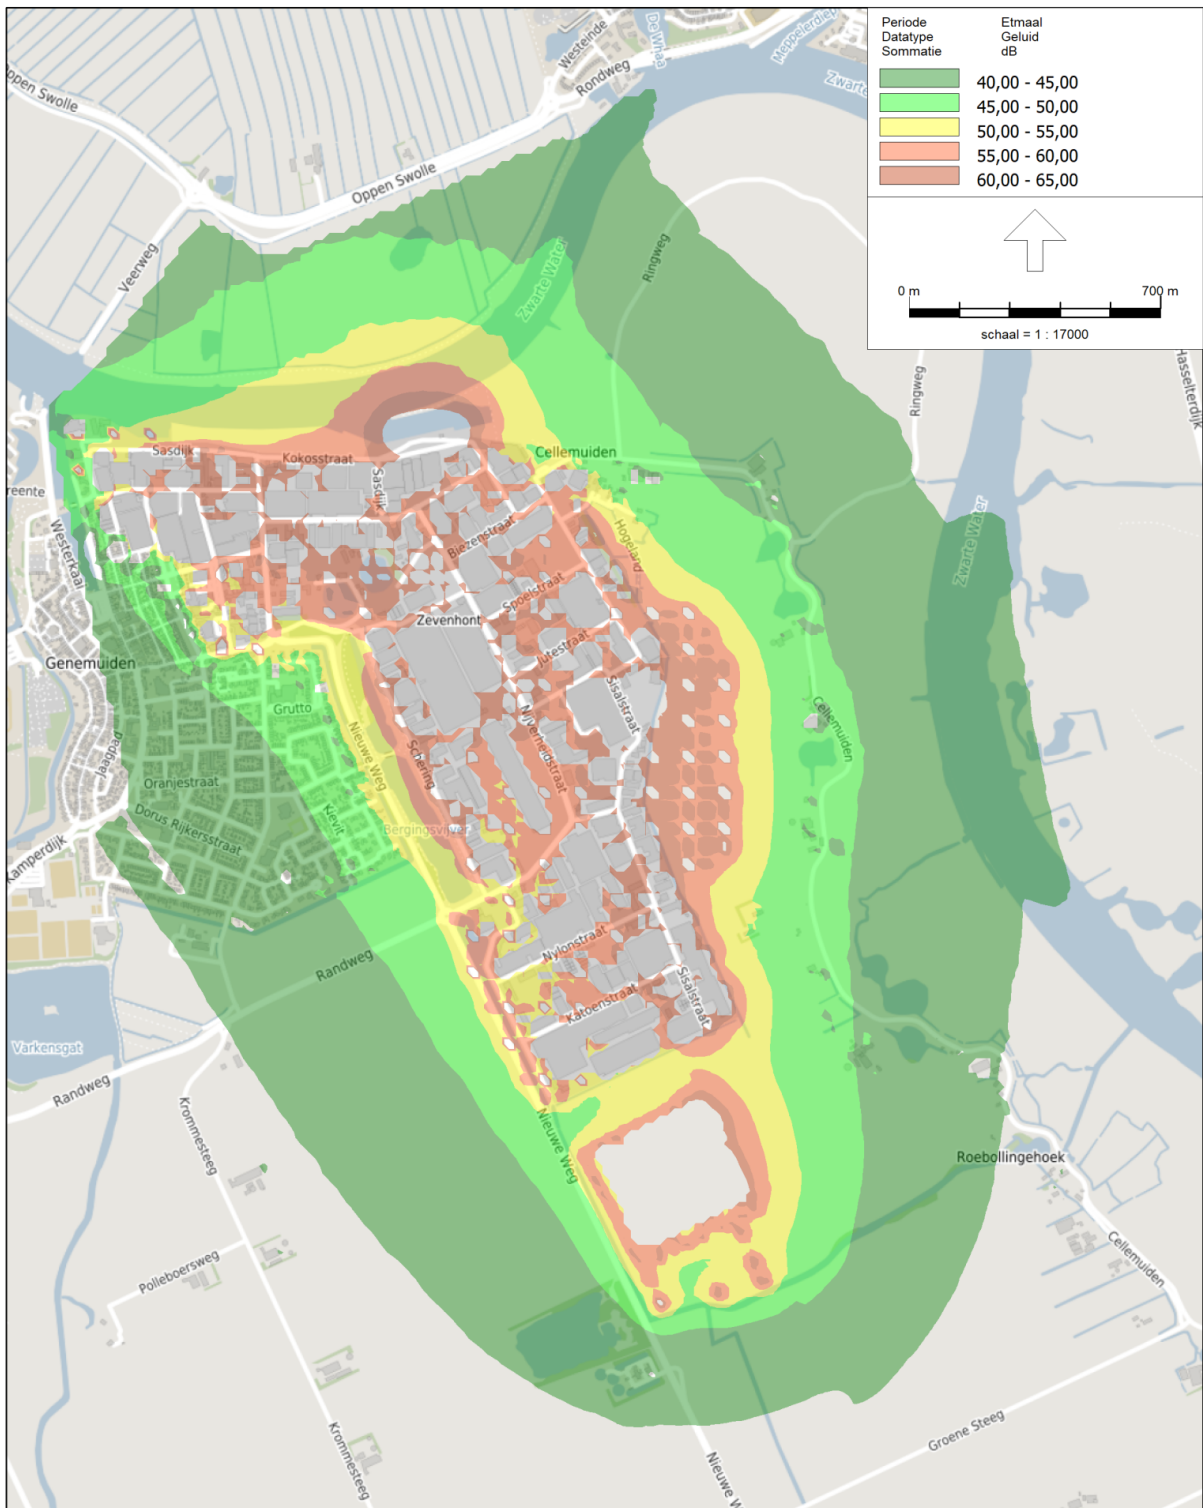 Periode Etmaal
Datatype Geluid
Sommatie dB
40,00 - 45,00
45,00 - 50,00
50,00 - 55,00
55,00 - 60,00
60,00 - 65,00
0 m 700 m
schaal = 1 : 17000
Westeinde
De Whaa
Meppelerdiep
Rondweg
Zwarte
Oppen Swolle
Oppen Swolle
Veerweg
Zwarte Water
Ringweg
Ringweg
Hasselterdijk
Sasdijk
Kokosstraat
Sasdijk
Cellemuiden
reente
Westerkaai
Biezenstraat
Hogeland
Zwarte Water
Spoelstraat
Zevenhont
Jutestraat
Genemuiden
Sisalstraat
Grutto
Nijverheidstraat
Cellemuiden
Nieuwe Weg
Schering
Jaagpad
Oranjestraat
Kievit
Bergingsvijver
Dorus Rijkersstraat
Kamperdijk
Nylonstraat
Randweg
Sisalstraat
Katoenstraat
Varkensgat
Randweg
Krommesteeg
Nieuwe Weg
Roebollingehoek
Cellemuiden
Polleboersweg
Krommesteeg
Groene Steeg
Nieuwe W